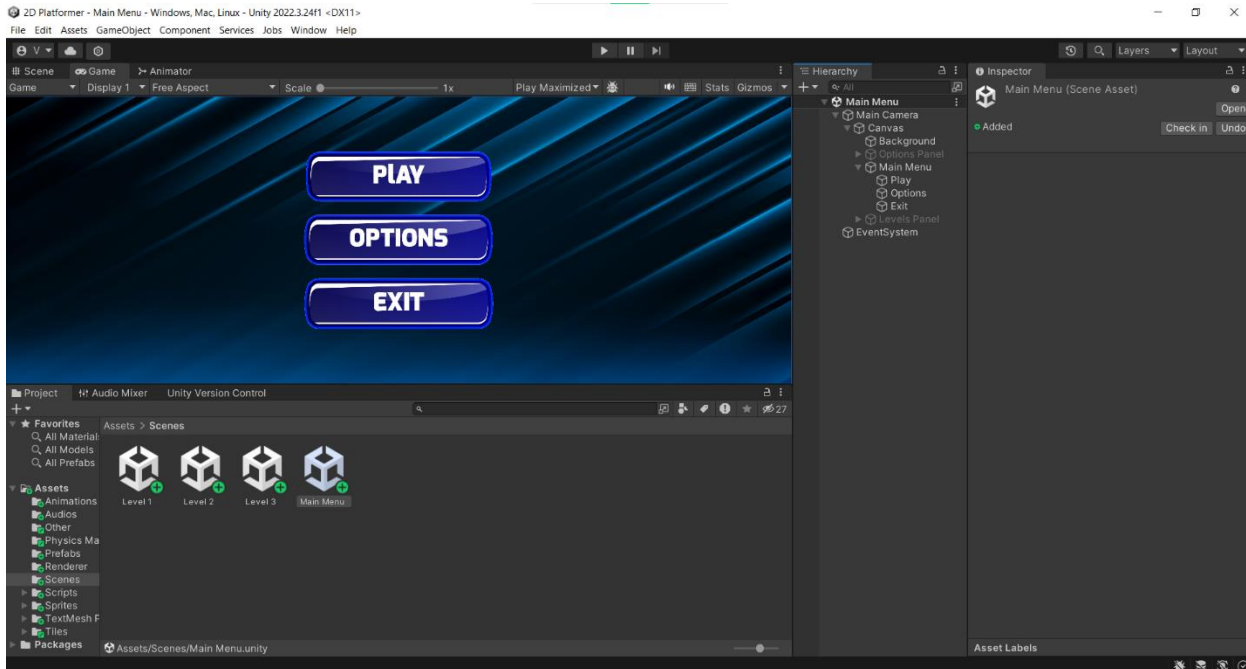 2D Platformer - Main Menu - Windows, Mac, Linux - Unity 2022.3.24f1 <DX11>
File Edit Assets GameObject Component Services Jobs Window Help
V
Layers
Layout
Scene
Game
Animator
Game
Display 1
Free Aspect
Scale
1x
Play Maximized
Stats
Gizmos
PlAY
OPTIONS
EXIT
Hierarchy
All
Main Menu
Main Camera
Canvas
Background
Options Panel
Main Menu
Play
Options
Exit
Levels Panel
EventSystem
Inspector
Main Menu (Scene Asset)
Open
Added
Check in
Undo
Project
Audio Mixer
Unity Version Control
27
Favorites
All Materials
All Models
All Prefabs
Assets
Animations
Audios
Other
Physics Ma
Prefabs
Renderer
Scenes
Scripts
Sprites
TextMesh P
Tiles
Packages
Assets > Scenes
Level 1
Level 2
Level 3
Main Menu
Assets/Scenes/Main Menu.unity
Asset Labels